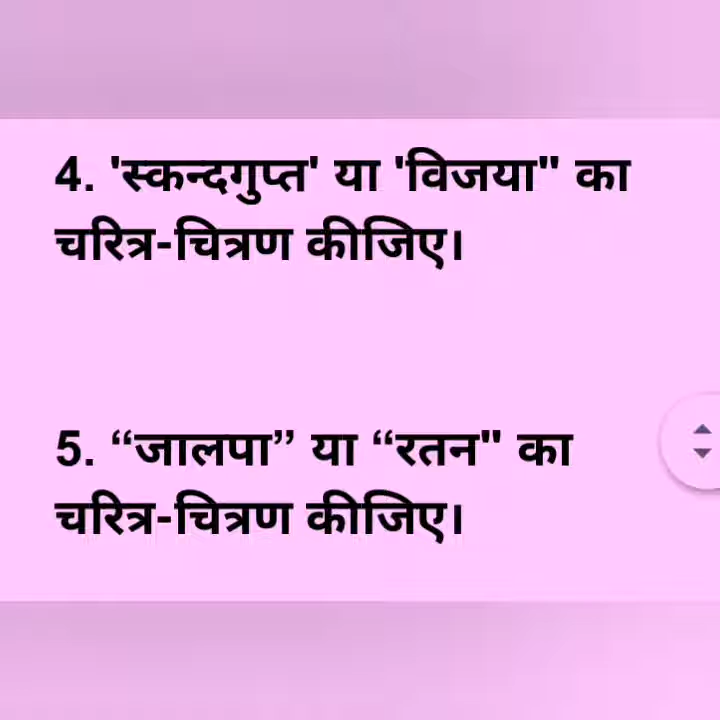 4. 'स्कन्दगुप्त' या 'विजया" का
चरित्र-चित्रण कीजिए।
5. “जालपा” या “रतन" का
चरित्र-चित्रण कीजिए।